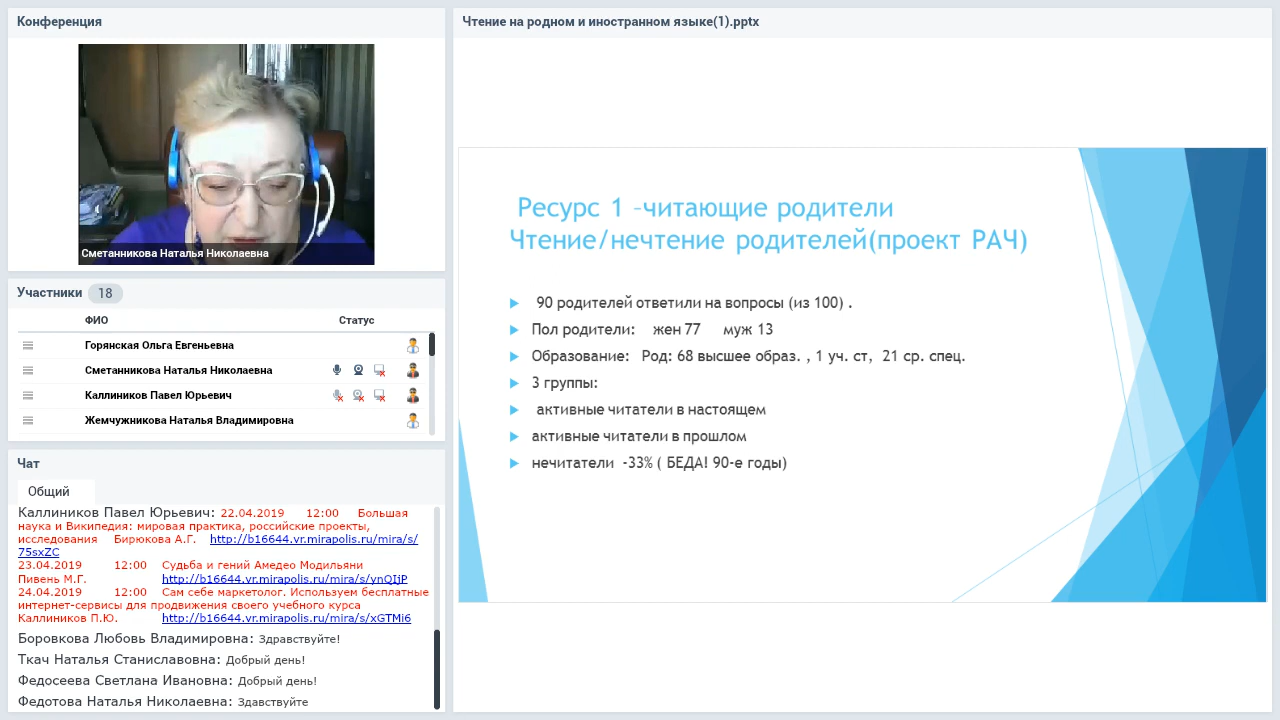 Конференция
Сметанникова Наталья Николаевна
Участники 18
ФИО Статус
Горянская Ольга Евгеньевна
Сметанникова Наталья Николаевна
Каллиников Павел Юрьевич
Жемчужникова Наталья Владимировна
Чат
Общий
Каллиников Павел Юрьевич: 22.04.2019 12:00 Большая
наука и Википедия: мировая практика, российские проекты,
исследования Бирюкова А.Г. http://b16644.vr.mirapolis.ru/mira/s/
75sxZC
23.04.2019 12:00 Судьба и гений Амедео Модильяни
Пивень М.Г. http://b16644.vr.mirapolis.ru/mira/s/ynQIjP
24.04.2019 12:00 Сам себе маркетолог. Используем бесплатные
интернет-сервисы для продвижения своего учебного курса
Каллиников П.Ю. http://b16644.vr.mirapolis.ru/mira/s/xGTMi6
Боровкова Любовь Владимировна: Здравствуйте!
Ткач Наталья Станиславовна: Добрый день!
Федосеева Светлана Ивановна: Добрый день!
Федотова Наталья Николаевна: Здавствуйте
Чтение на родном и иностранном языке(1).pptx
Ресурс 1 –читающие родители
Чтение/нечтение родителей(проект РАЧ)
90 родителей ответили на вопросы (из 100) .
Пол родители: жен 77 муж 13
Образование: Род: 68 высшее образ. , 1 уч. ст, 21 ср. спец.
3 группы:
активные читатели в настоящем
активные читатели в прошлом
нечитатели -33% ( БЕДА! 90-е годы)